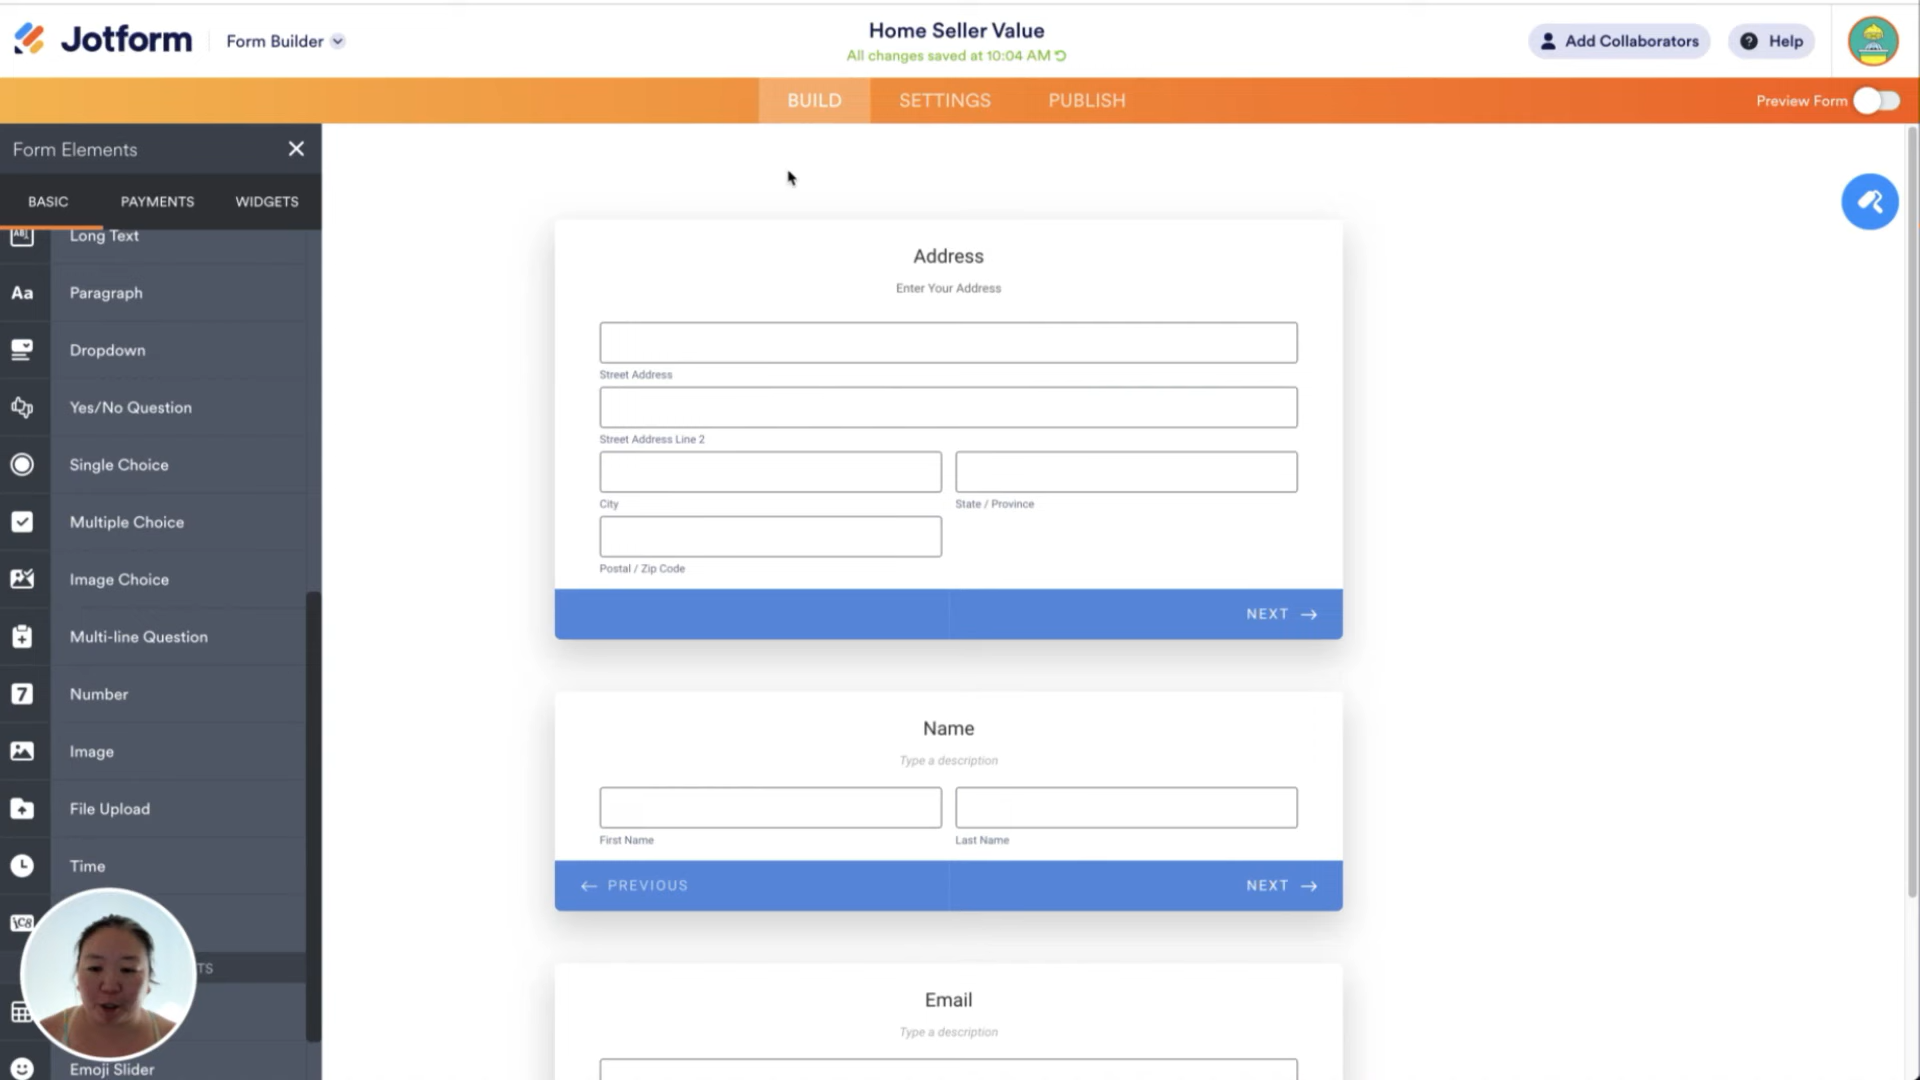 Jotform
Form Builder
Home Seller Value
All changes saved at 10:04 AM
Add Collaborators
Help
BUILD
SETTINGS
PUBLISH
Preview Form
Form Elements
BASIC
PAYMENTS
WIDGETS
Long Text
Paragraph
Dropdown
Yes/No Question
Single Choice
Multiple Choice
Image Choice
Multi-line Question
Number
Image
File Upload
Time
TS
Emoji Slider
Address
Enter Your Address
Street Address
Street Address Line 2
City
State / Province
Postal / Zip Code
NEXT
Name
Type a description
First Name
Last Name
PREVIOUS
NEXT
Email
Type a description